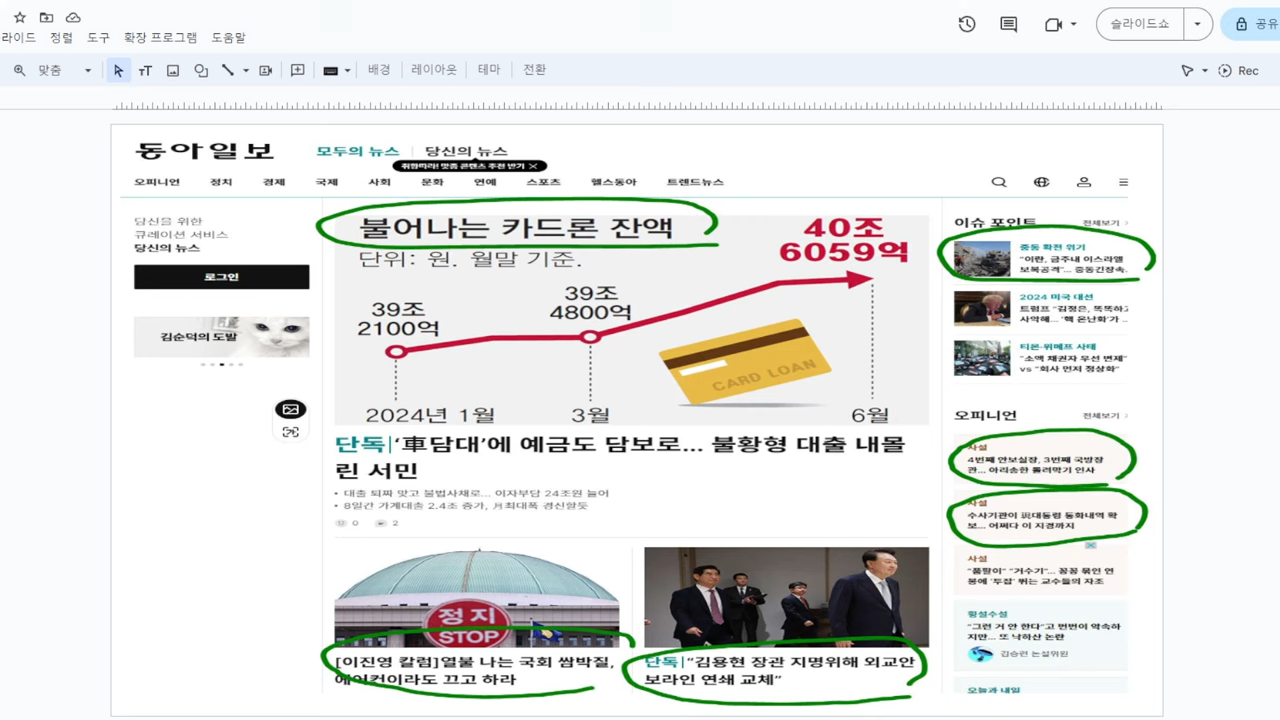 라이드 정렬 도구 확장 프로그램 도움말
슬라이드쇼
공유
맞춤
배경 레이아웃 테마 전환
Rec
동아일보
모두의 뉴스 당신의 뉴스
취향따라! 맞춤 콘텐츠 추천 받기
오피니언 정치 경제 국제 사회 문화 연예 스포츠 헬스동아 트렌드뉴스
당신을 위한
큐레이션 서비스
당신의 뉴스
로그인
김순덕의 도발
불어나는 카드론 잔액
단위: 원. 월말 기준.
40조
6059억
39조
4800억
39조
2100억
CARD LOAN
2024년 1월 3월 6월
단독|‘車담대’에 예금도 담보로... 불황형 대출 내몰
린 서민
• 대출 퇴짜 맞고 불법사채로... 이자부담 24조원 늘어
• 8일간 가계대출 2.4조 증가, 月최대폭 경신할듯
0 2
정지
STOP
[이진영 칼럼]열불 나는 국회 쌈박질,
에어컨이라도 끄고 하라
단독|“김용현 장관 지명위해 외교안
보라인 연쇄 교체”
이슈 포인트 전체보기
중동 확전 위기
“이란, 금주내 이스라엘
보복공격”... 중동긴장속..
2024 미국 대선
트럼프 “김정은, 똑똑하고
사악해... ‘핵 온난화’가 ..
티몬·위메프 사태
“소액 채권자 우선 변제”
vs “회사 먼저 정상화”
오피니언 전체보기
사설
4번째 안보실장, 3번째 국방장
관... 아리송한 돌려막기 인사
사설
수사기관이 現대통령 통화내역 확
보... 어쩌다 이 지경까지
사설
“품팔이” “거수기”... 꽁꽁 묶인 연
봉에 ‘투잡’ 뛰는 교수들의 자조
횡설수설
“그런 거 안 한다”고 번번이 약속하
지만... 또 낙하산 논란
김승련 논설위원
오늘과 내일